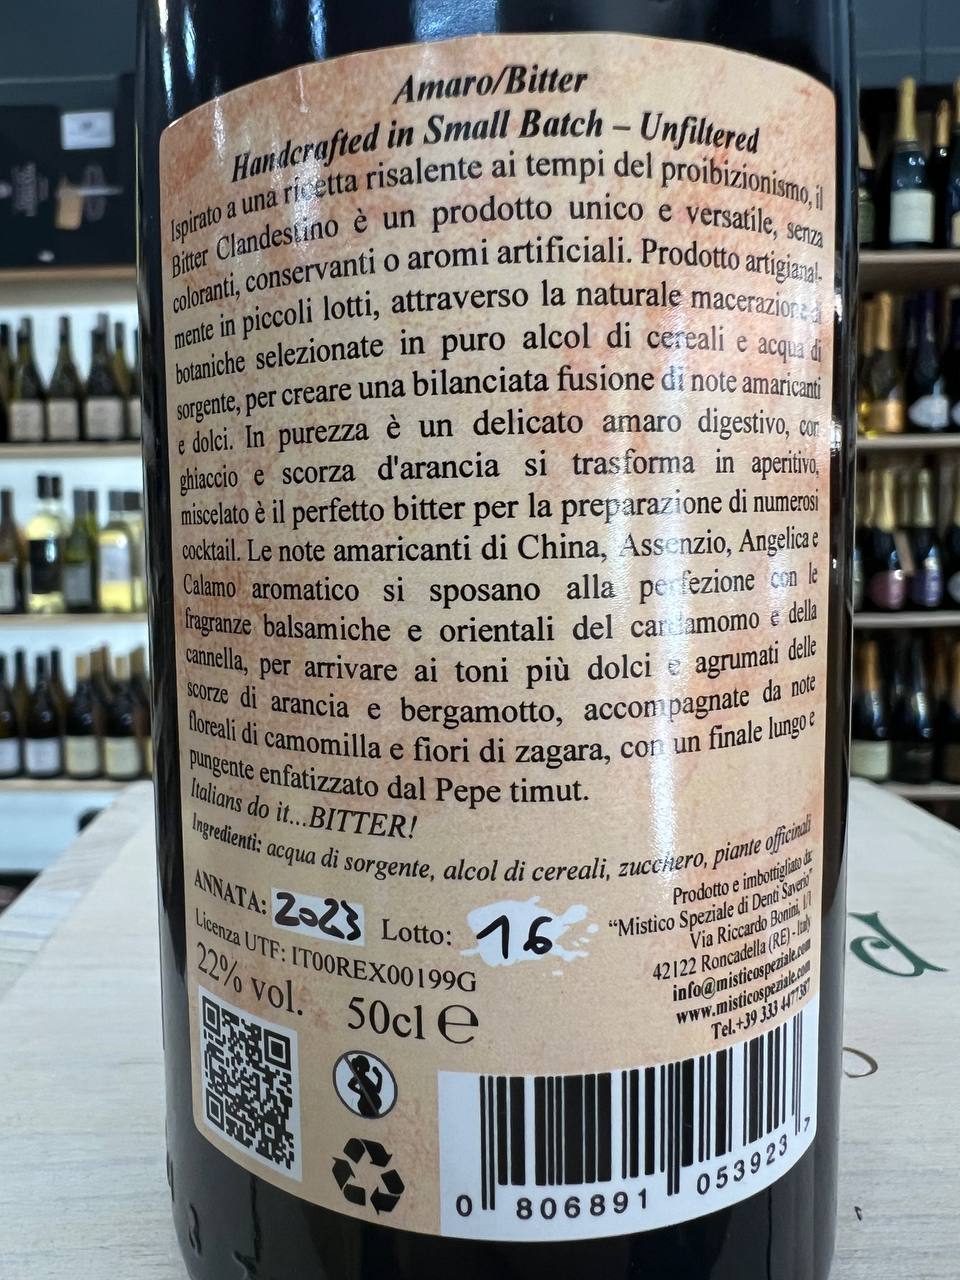 Amaro/Bitter
Handcrafted in Small Batch – Unfiltered
Ispirato a una ricetta risalente ai tempi del proibizionismo, il
Bitter Clandestino è un prodotto unico e versatile, senza
coloranti, conservanti o aromi artificiali. Prodotto artigianal-
mente in piccoli lotti, attraverso la naturale macerazione di
botaniche selezionate in puro alcol di cereali e acqua di
sorgente, per creare una bilanciata fusione di note amaricanti
e dolci. In purezza è un delicato amaro digestivo, con
ghiaccio e scorza d'arancia si trasforma in aperitivo,
miscelato è il perfetto bitter per la preparazione di numerosi
cocktail. Le note amaricanti di China, Assenzio, Angelica e
Calamo aromatico si sposano alla perfezione con le
fragranze balsamiche e orientali del cardamomo e della
cannella, per arrivare ai toni più dolci e agrumati delle
scorze di arancia e bergamotto, accompagnate da note
floreali di camomilla e fiori di zagara, con un finale lungo e
pungente enfatizzato dal Pepe timut.
Italians do it...BITTER!
Ingredienti: acqua di sorgente, alcol di cereali, zucchero, piante officinali
ANNATA: 2023 Lotto: 16
Licenza UTF: IT00REX00199G
22% vol. 50cl e
Prodotto e imbottigliato da:
"Mistico Speziale di Denti Saverio"
Via Riccardo Bonini, 1/1
42122 Roncadella (RE) - Italy
info@misticospeziale.com
www.misticospeziale.com
Tel.+39 333 4477387
0 806891 053923 7